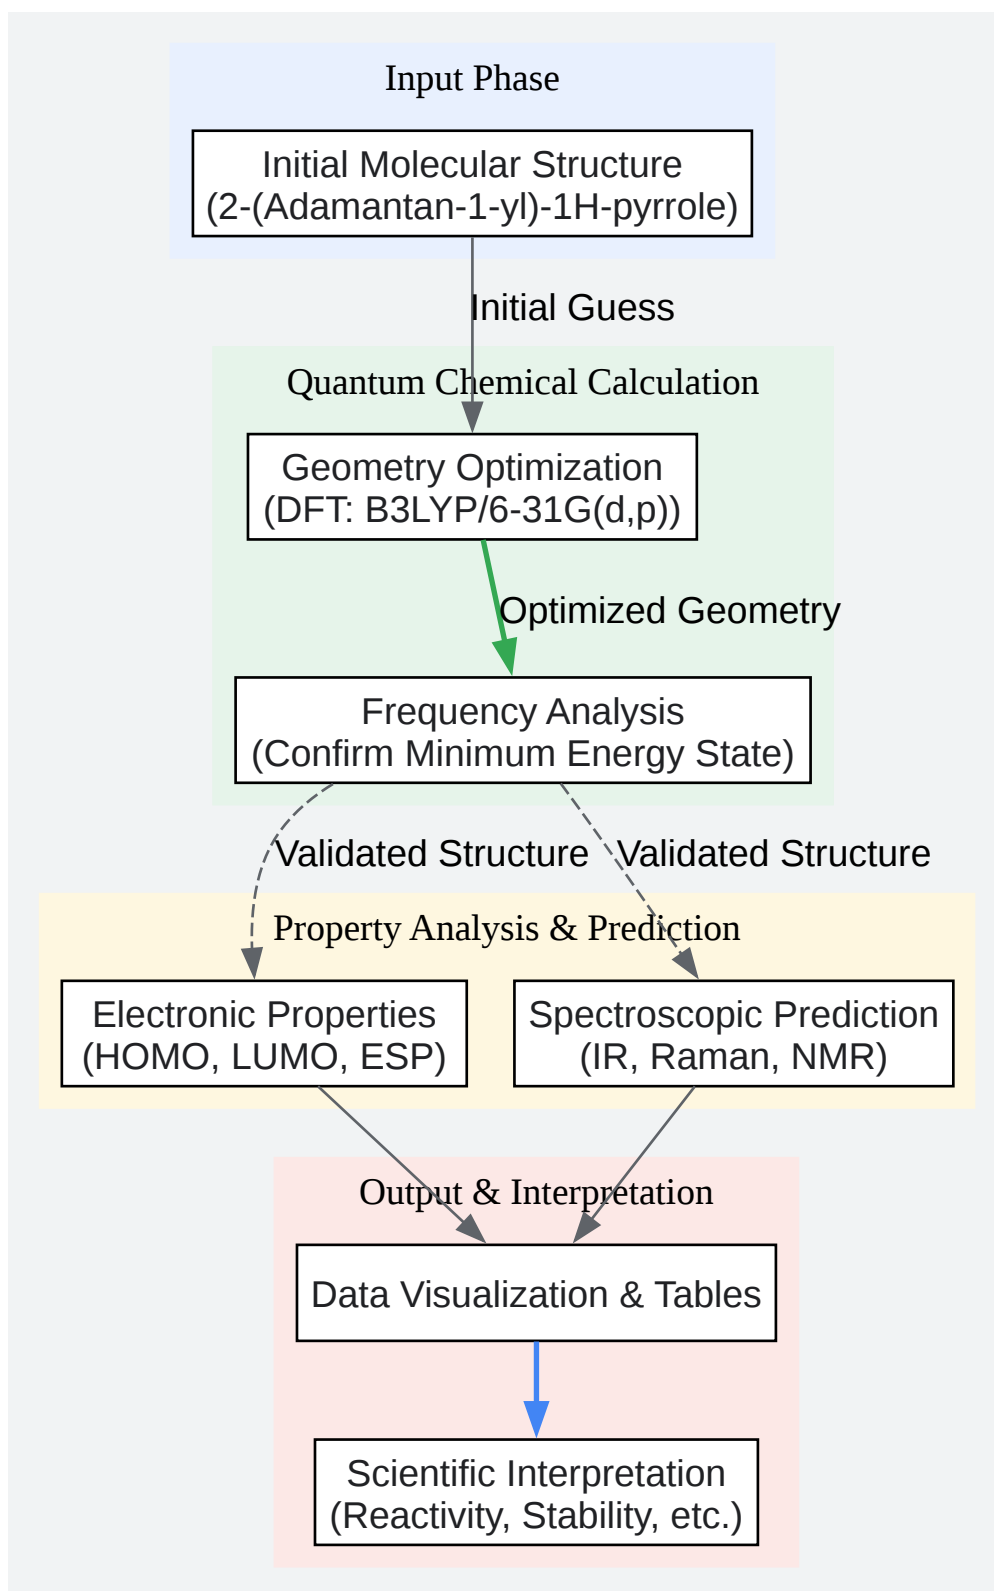 Input Phase
Initial Molecular Structure
(2-(Adamantan-1-yl)-1H-pyrrole)
Initial Guess
Quantum Chemical Calculation
Geometry Optimization
(DFT: B3LYP/6-31G(d,p))
Optimized Geometry
Frequency Analysis
(Confirm Minimum Energy State)
Validated Structure
Validated Structure
Property Analysis & Prediction
Electronic Properties
(HOMO, LUMO, ESP)
Spectroscopic Prediction
(IR, Raman, NMR)
Output & Interpretation
Data Visualization & Tables
Scientific Interpretation
(Reactivity, Stability, etc.)